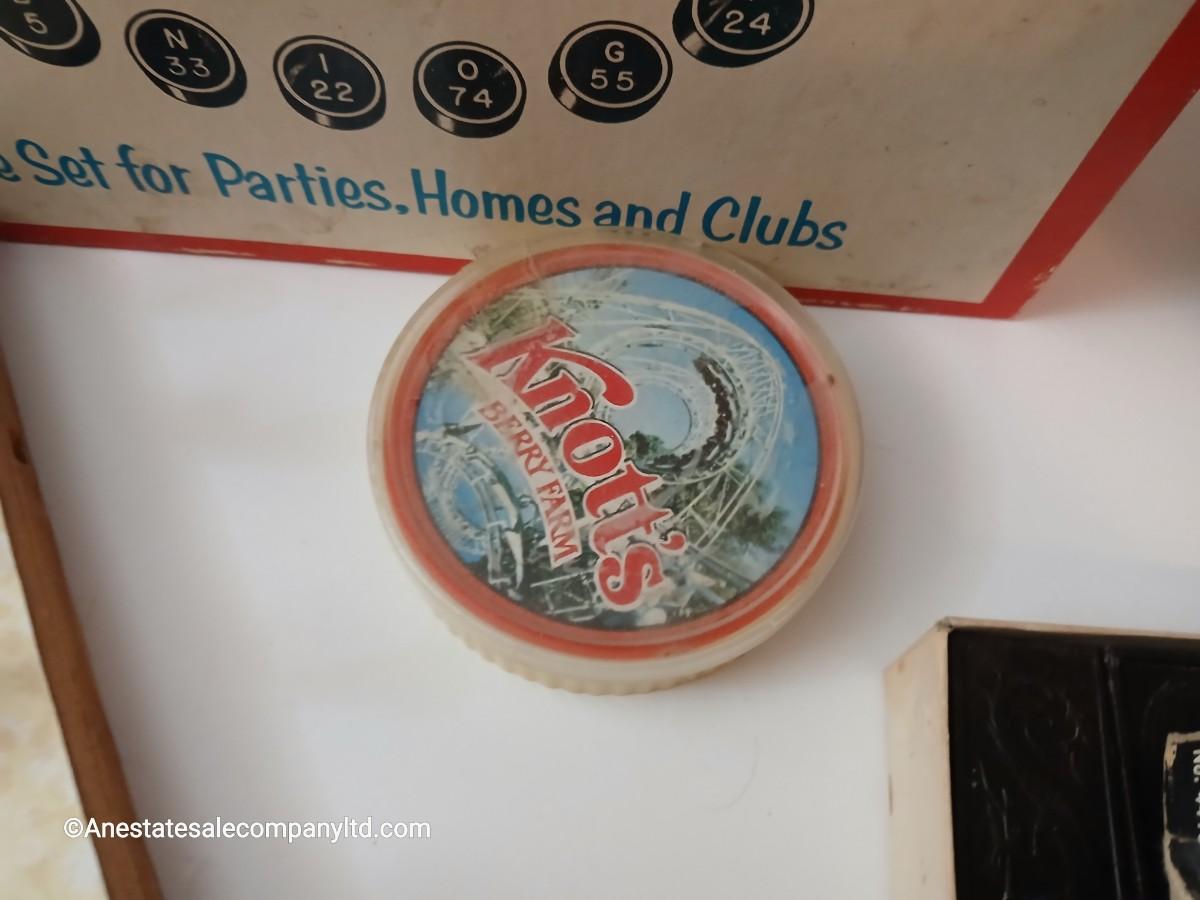 5
N
33
I
22
O
74
G
55
24
e Set for Parties, Homes and Clubs
Knott's
BERRY FARM
©Anestatesalecompanyltd.com